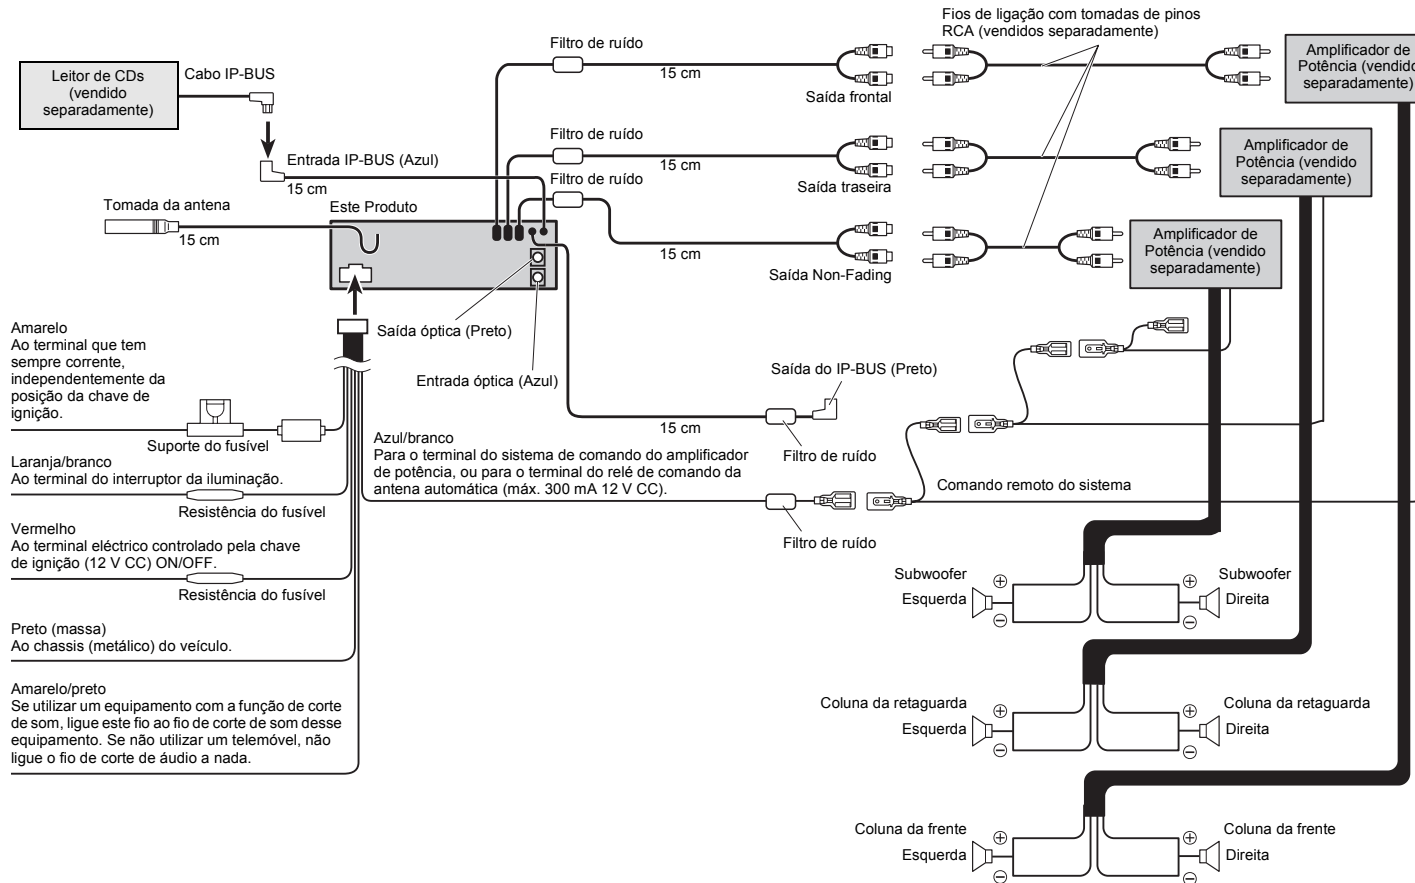 Fios de ligação com tomadas de pinos
RCA (vendidos separadamente)
Filtro de ruído
15 cm
Saída frontal
Amplificador de
Potência (vendido
separadamente)
Leitor de CDs
(vendido
separadamente)
Cabo IP-BUS
Filtro de ruído
15 cm
Saída traseira
Amplificador de
Potência (vendido
separadamente)
Entrada IP-BUS (Azul)
15 cm
Filtro de ruído
15 cm
Saída Non-Fading
Amplificador de
Potência (vendido
separadamente)
Tomada da antena
15 cm
Este Produto
Saída óptica (Preto)
Entrada óptica (Azul)
Saída do IP-BUS (Preto)
15 cm
Filtro de ruído
Amarelo
Ao terminal que tem
sempre corrente,
independentemente da
posição da chave de
ignição.
Suporte do fusível
Azul/branco
Para o terminal do sistema de comando do amplificador
de potência, ou para o terminal do relé de comando da
antena automática (máx. 300 mA 12 V CC).
Filtro de ruído
Comando remoto do sistema
Laranja/branco
Ao terminal do interruptor da iluminação.
Resistência do fusível
Vermelho
Ao terminal eléctrico controlado pela chave
de ignição (12 V CC) ON/OFF.
Resistência do fusível
Preto (massa)
Ao chassis (metálico) do veículo.
Amarelo/preto
Se utilizar um equipamento com a função de corte
de som, ligue este fio ao fio de corte de som desse
equipamento. Se não utilizar um telemóvel, não
ligue o fio de corte de áudio a nada.
Subwoofer
Esquerda
+
−
Subwoofer
Direita
+
−
Coluna da retaguarda
Esquerda
+
−
Coluna da retaguarda
Direita
+
−
Coluna da frente
Esquerda
+
−
Coluna da frente
Direita
+
−